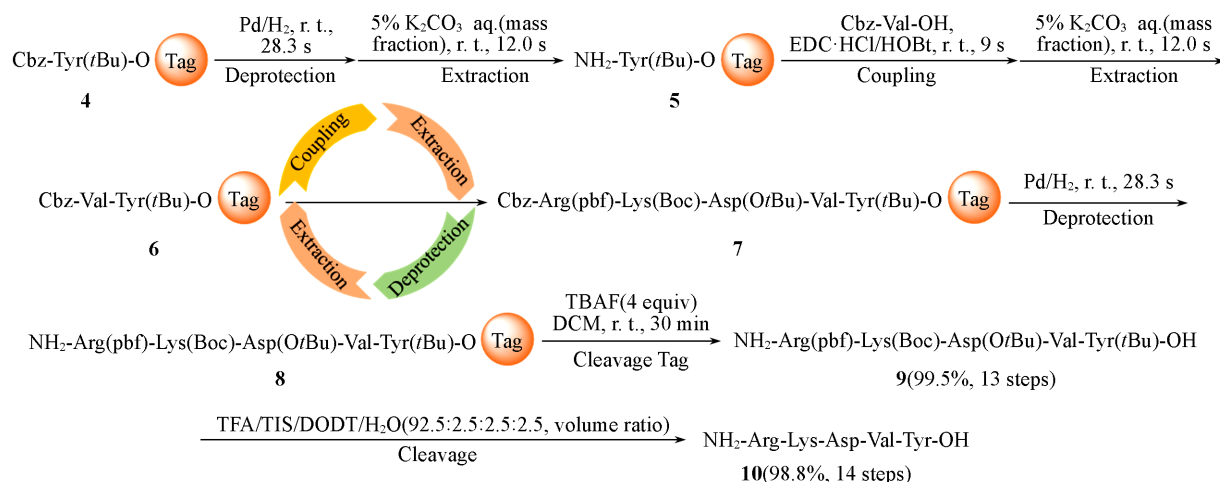 Pd/H₂, r. t.,
28.3 s
Deprotection
5% K₂CO₃ aq.(mass
fraction), r. t., 12.0 s
Extraction
Cbz-Val-OH,
EDC·HCl/HOBt, r. t., 9 s
Coupling
5% K₂CO₃ aq.(mass
fraction), r. t., 12.0 s
Extraction
Cbz-Tyr(tBu)-O Tag
4
NH₂-Tyr(tBu)-O Tag
5
Coupling
Extraction
Extraction
Deprotection
Cbz-Val-Tyr(tBu)-O Tag
6
Cbz-Arg(pbf)-Lys(Boc)-Asp(OtBu)-Val-Tyr(tBu)-O Tag
7
Pd/H₂, r. t., 28.3 s
Deprotection
NH₂-Arg(pbf)-Lys(Boc)-Asp(OtBu)-Val-Tyr(tBu)-O Tag
8
TBAF(4 equiv)
DCM, r. t., 30 min
Cleavage Tag
NH₂-Arg(pbf)-Lys(Boc)-Asp(OtBu)-Val-Tyr(tBu)-OH
9(99.5%, 13 steps)
TFA/TIS/DODT/H₂O(92.5:2.5:2.5:2.5, volume ratio)
Cleavage
NH₂-Arg-Lys-Asp-Val-Tyr-OH
10(98.8%, 14 steps)